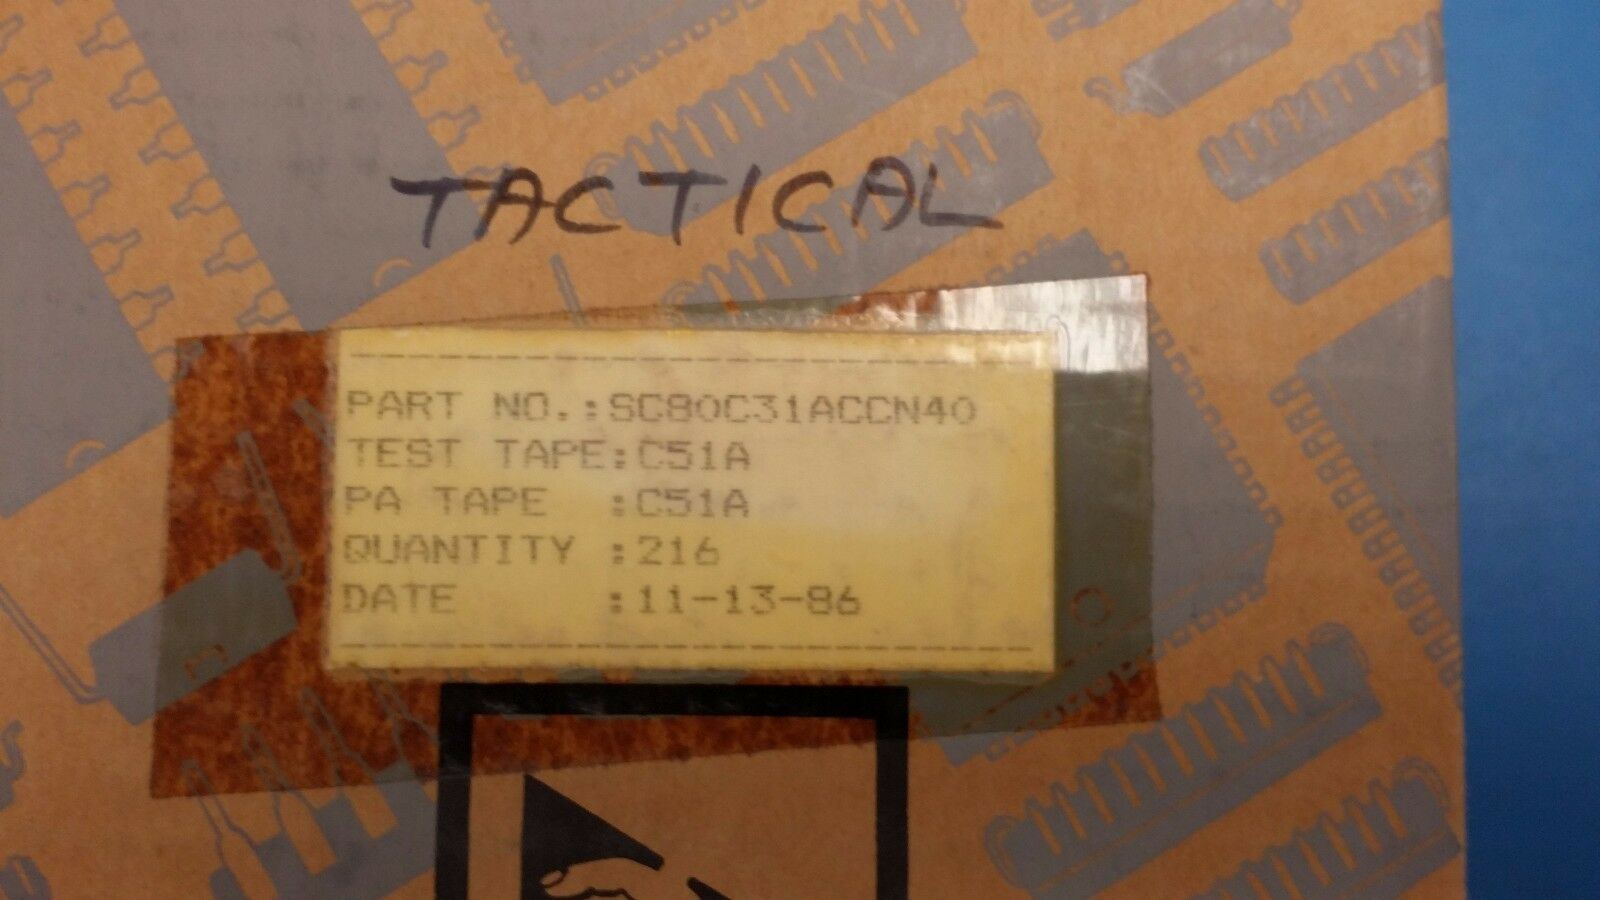 TACTICAL
PART NO.:SC80C31ACCN40
TEST TAPE:C51A
PA TAPE :C51A
QUANTITY :216
DATE :11-13-86